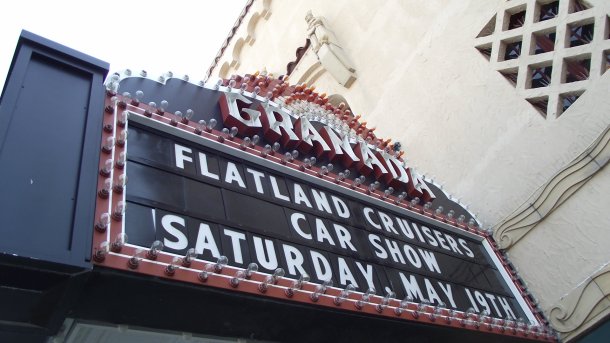 GRANADA
FLATLAND CRUISERS
CAR SHOW
SATURDAY, MAY 19TH